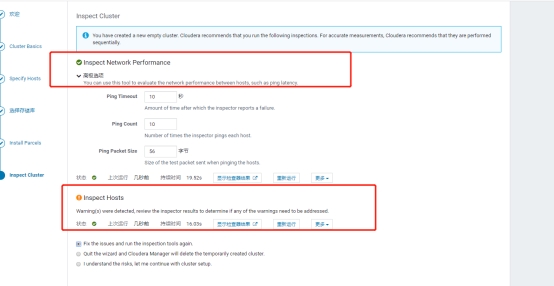 欢迎
Cluster Basics
Specify Hosts
选择存储库
Install Parcels
Inspect Cluster
Inspect Cluster
You have created a new empty cluster. Cloudera recommends that you run the following inspections. For accurate measurements, Cloudera recommends that they are performed
sequentially.
Inspect Network Performance
高级选项
You can use this tool to evaluate the network performance between hosts, such as ping latency.
Ping Timeout 10 秒
Amount of time after which the inspector reports a failure.
Ping Count 10
Number of times the inspector pings each host.
Ping Packet Size 56 字节
Size of the test packet sent when pinging the hosts.
状态 上次运行 几秒前 持续时间 19.52s 显示检查器结果 重新运行 更多
Inspect Hosts
Warning(s) were detected, review the inspector results to determine if any of the warnings need to be addressed.
状态 上次运行 几秒前 持续时间 16.03s 显示检查器结果 重新运行 更多
Fix the issues and run the inspection tools again.
Quit the wizard and Cloudera Manager will delete the temporarily created cluster.
I understand the risks, let me continue with cluster setup.